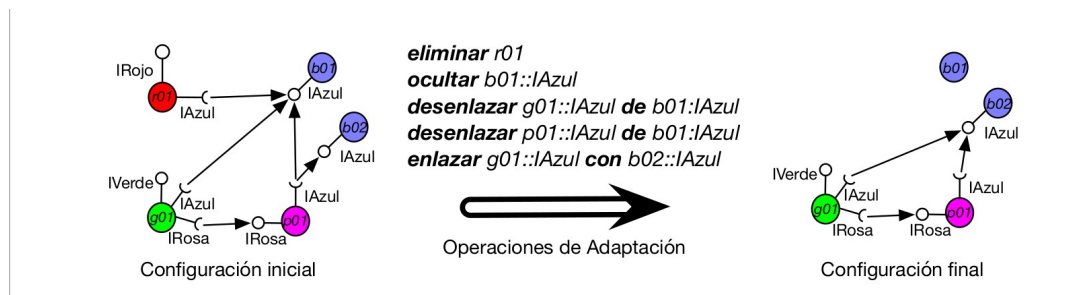 IRojo
r01
IAzul
b01
IAzul
b02
IAzul
IVerde
g01
IAzul
IRosa
IRosa
p01
IAzul
Configuración inicial
eliminar r01
ocultar b01::IAzul
desenlazar g01::IAzul de b01:IAzul
desenlazar p01::IAzul de b01:IAzul
enlazar g01::IAzul con b02::IAzul
Operaciones de Adaptación
b01
b02
IAzul
IVerde
g01
IAzul
IRosa
IRosa
p01
IAzul
Configuración final